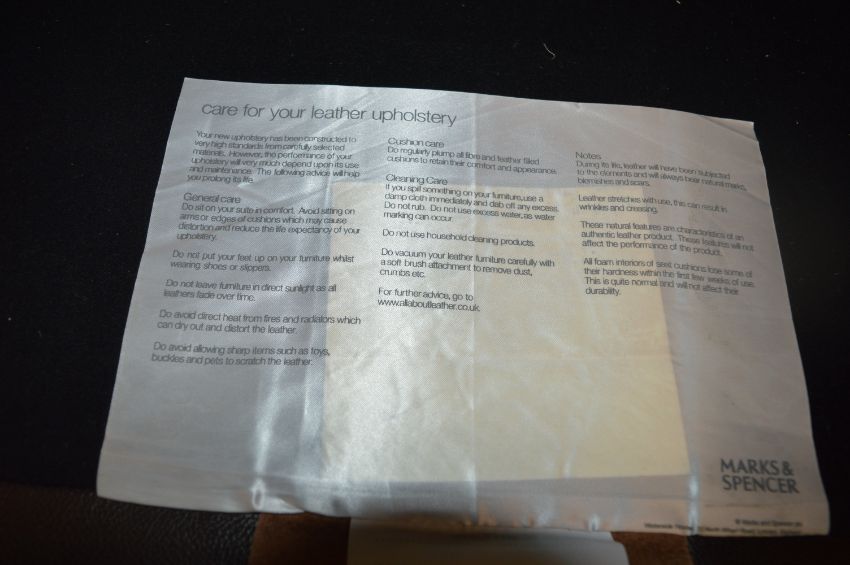 care for your leather upholstery
Your new upholstery has been constructed to
very high standards from carefully selected
materials. However, the performance of your
upholstery will very much depend upon its use
and maintenance. The following advice will help
you prolong its life.
General care
Do sit on your suite in comfort. Avoid sitting on
arms or edges of cushions which may cause
distortion and reduce the life expectancy of your
upholstery.
Do not put your feet up on your furniture whilst
wearing shoes or slippers.
Do not leave furniture in direct sunlight as all
leathers fade over time.
Do avoid direct heat from fires and radiators which
can dry out and distort the leather.
Do avoid allowing sharp items such as toys,
buckles and pets to scratch the leather.
Cushion care
Do regularly plump all fibre and feather filled
cushions to retain their comfort and appearance.
Cleaning Care
If you spill something on your furniture, use a
damp cloth immediately and dab off any excess.
Do not rub. Do not use excess water, as water
marking can occur.
Do not use household cleaning products.
Do vacuum your leather furniture carefully with
a soft brush attachment to remove dust,
crumbs etc.
For further advice, go to
www.allaboutleather.co.uk.
Notes
During its life, leather will have been subjected
to the elements and will always bear natural marks,
blemishes and scars.
Leather stretches with use, this can result in
wrinkles and creasing.
These natural features are characteristics of an
authentic leather product. These features will not
affect the performance of the product.
All foam interiors of seat cushions lose some of
their hardness within the first few weeks of use.
This is quite normal and will not affect their
durability.
MARKS &
SPENCER
© Marks and Spencer plc